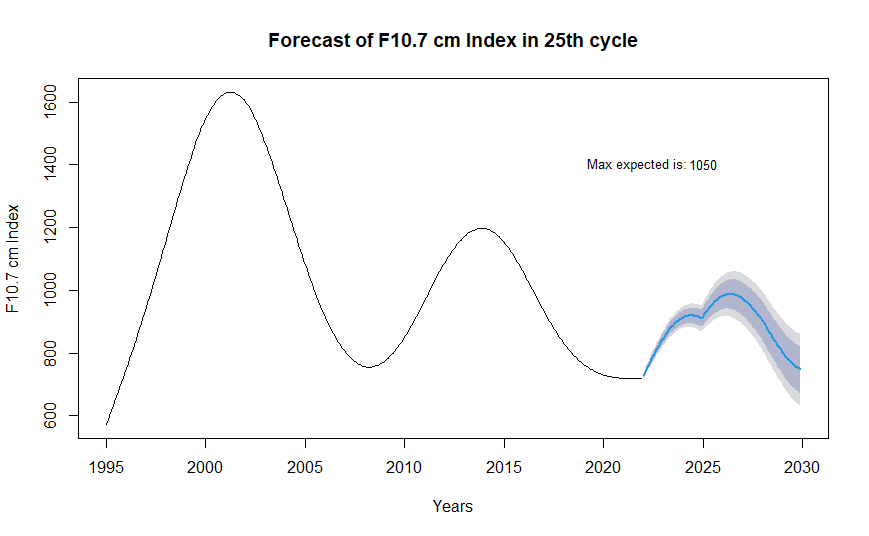 Forecast of F10.7 cm Index in 25th cycle
1600
1400
1200
1000
800
600
F10.7 cm Index
Max expected is: 1050
1995 2000 2005 2010 2015 2020 2025 2030
Years